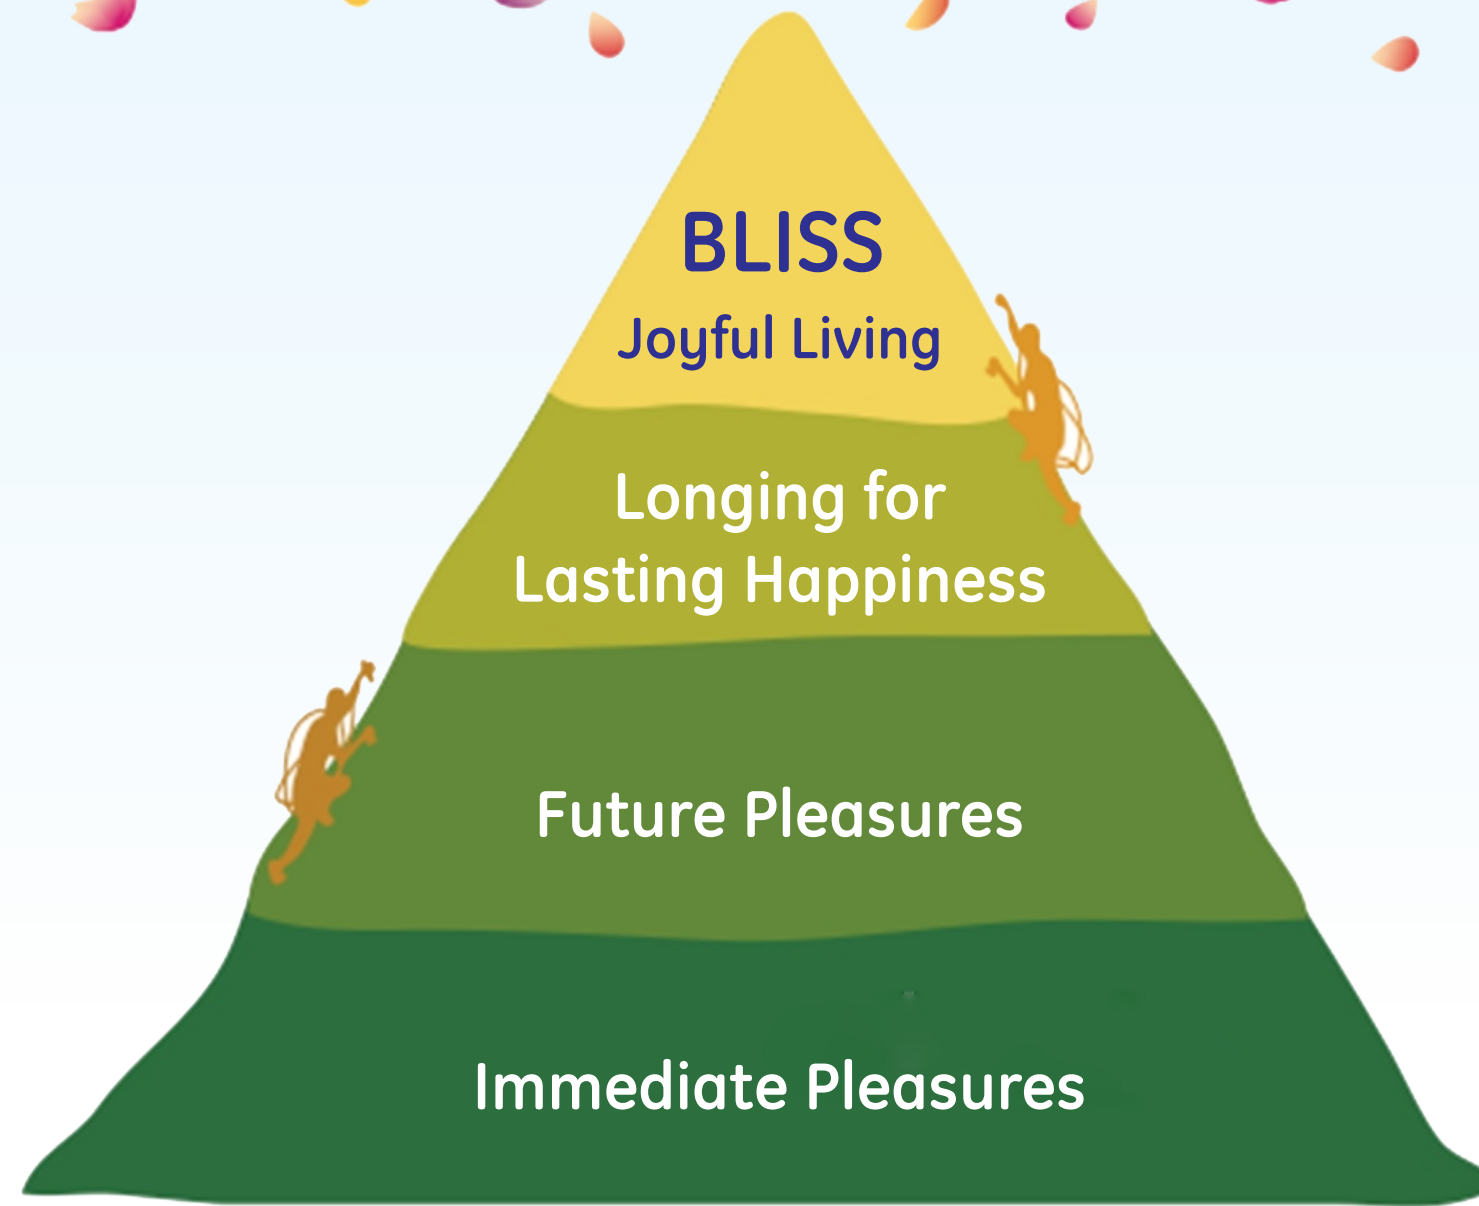 BLISS
Joyful Living
Longing for
Lasting Happiness
Future Pleasures
Immediate Pleasures